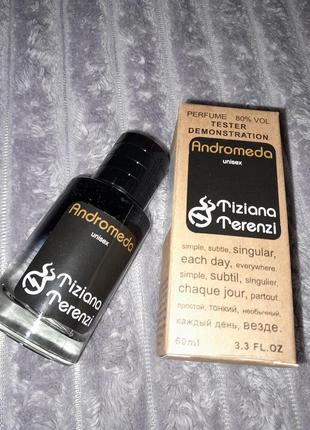 Andromeda
unisex
Tiziana
Terenzi
PERFUME 80% VOL
TESTER
DEMONSTRATION
Andromeda
unisex
Tiziana
Terenzi
simple, subtle, singular,
each day, everywhere.
simple, subtil, singulier,
chaque jour, partout.
простой, тонкий, необычный,
каждый день, везде.
60ml 3.3 FL.OZ